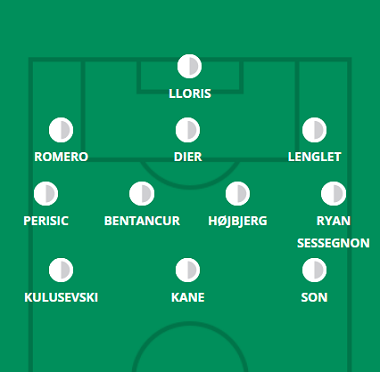 LLORIS
ROMERO DIER LENGLET
PERISIC BENTANCUR HØJBJERG RYAN
SESSEGNON
KULUSEVSKI KANE SON